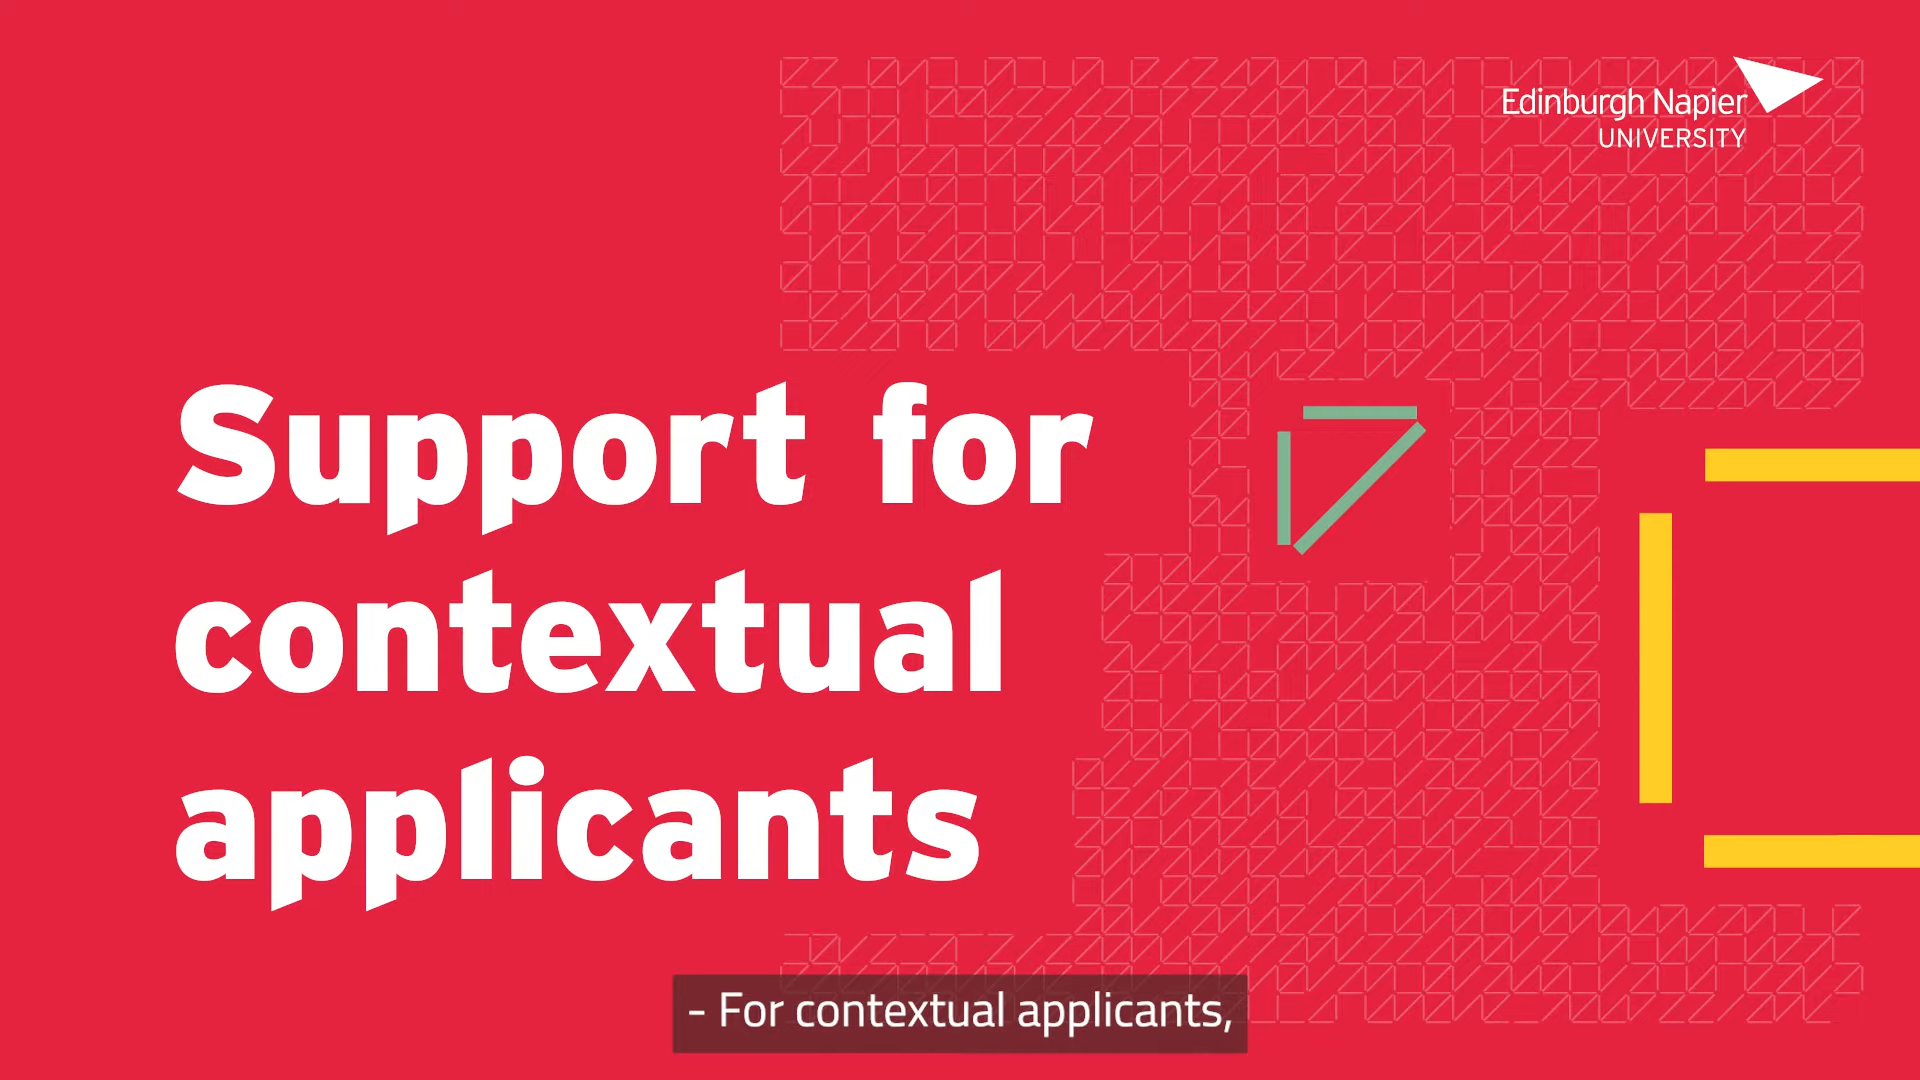 Edinburgh Napier
UNIVERSITY
Support for
contextual
applicants
- For contextual applicants,